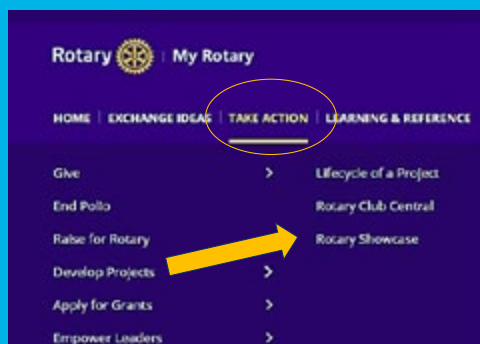 Rotary | My Rotary
HOME | EXCHANGE IDEAS | TAKE ACTION | LEARNING & REFERENCE
Give >
End Polio
Raise for Rotary
Develop Projects >
Apply for Grants >
Empower Leaders >
Lifecycle of a Project
Rotary Club Central
Rotary Showcase